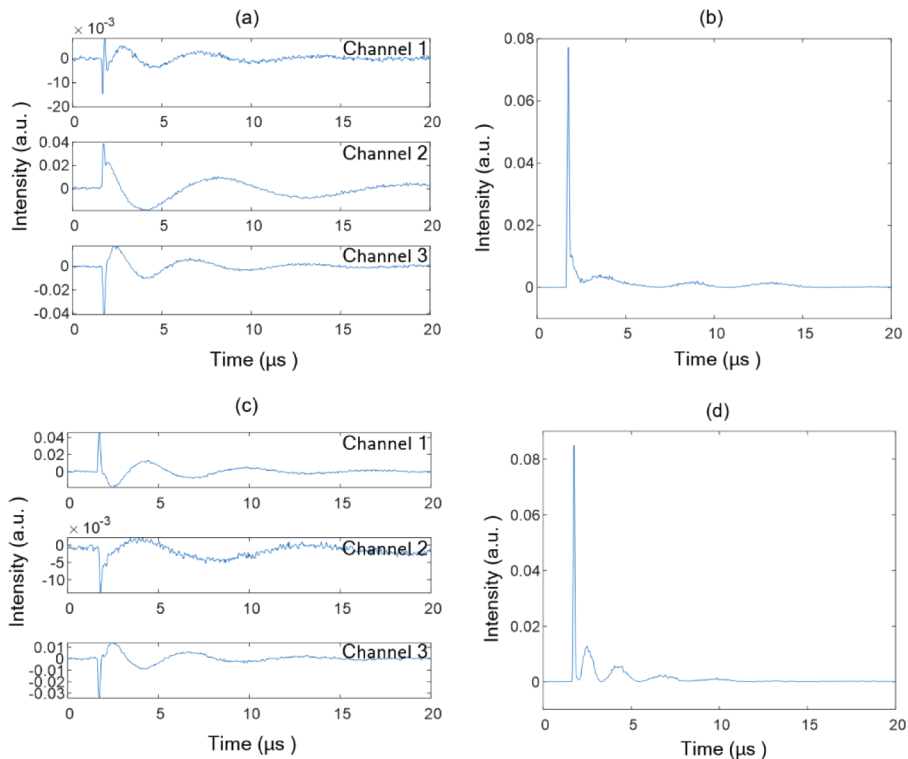 (a)
× 10⁻³
Channel 1
0
-10
-20
0 5 10 15 20
0.04
Channel 2
0.02
0
0 5 10 15 20
Channel 3
0
-0.02
-0.04
0 5 10 15 20
Intensity (a.u.)
Time (μs )
(b)
0.08
0.06
0.04
0.02
0
0 5 10 15 20
Intensity (a.u.)
Time (μs )
(c)
0.04
Channel 1
0.02
0
0 5 10 15 20
× 10⁻³
0
Channel 2
-5
-10
0 5 10 15 20
0.01
Channel 3
0
-0.01
-0.03
0 5 10 15 20
Intensity (a.u.)
Time (μs )
(d)
0.08
0.06
0.04
0.02
0
0 5 10 15 20
Intensity (a.u.)
Time (μs )